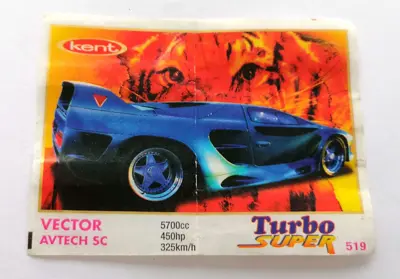 kent
VECTOR
AVTECH SC
5700cc
450hp
325km/h
Turbo
SUPER
519